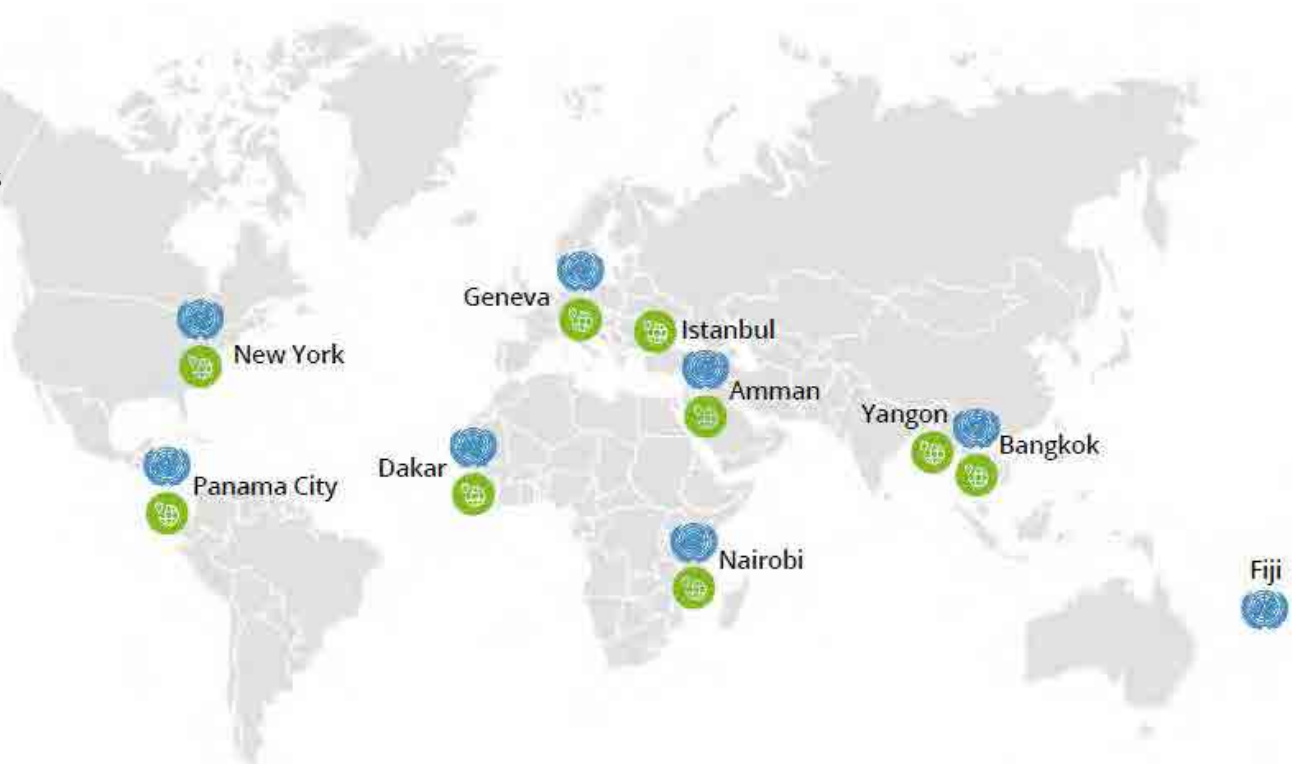 Geneva
Istanbul
New York
Amman
Yangon
Bangkok
Dakar
Panama City
Nairobi
Fiji